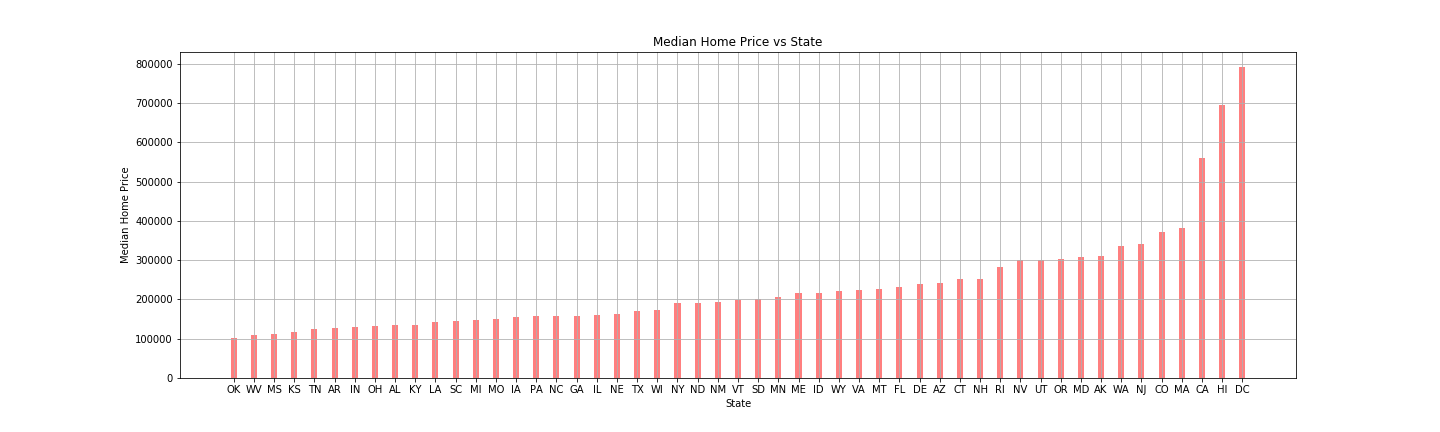 Median Home Price vs State
800000
700000
600000
500000
400000
300000
200000
100000
0
Median Home Price
OK WV MS KS TN AR IN OH AL KY LA SC MI MO IA PA NC GA IL NE TX WI NY ND NM VT SD MN ME ID WY VA MT FL DE AZ CT NH RI NV UT OR MD AK WA NJ CO MA CA HI DC
State